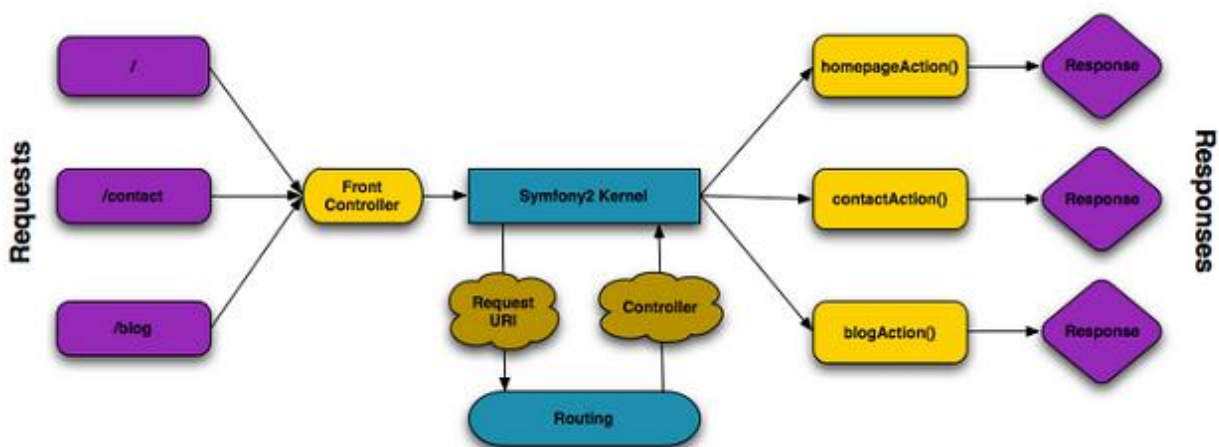 Requests
/
/contact
/blog
Front
Controller
Symfony2 Kernel
Request
URI
Controller
Routing
homepageAction()
contactAction()
blogAction()
Response
Response
Response
Responses